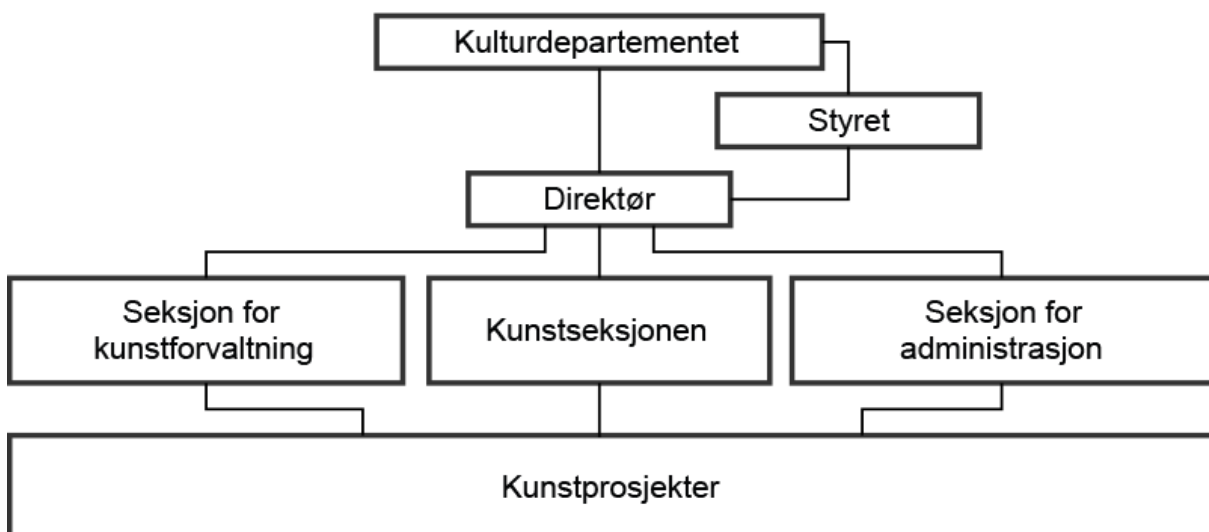 Kulturdepartementet
Styret
Direktør
Seksjon for
kunstforvaltning
Kunstseksjonen
Seksjon for
administrasjon
Kunstprosjekter